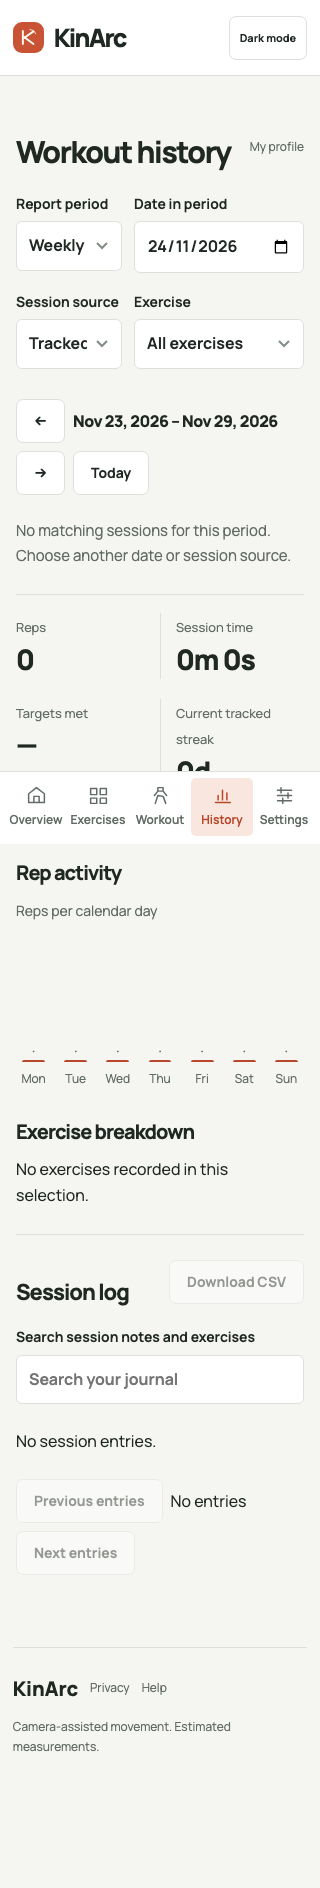 KinArc
Dark mode
Workout history
My profile
Report period
Date in period
Weekly
24/11/2026
Session source
Exercise
Tracked
All exercises
← Nov 23, 2026 – Nov 29, 2026
→ Today
No matching sessions for this period.
Choose another date or session source.
Reps
Session time
0
0m 0s
Targets met
Current tracked
streak
–
0d
Overview
Exercises
Workout
History
Settings
Rep activity
Reps per calendar day
Mon Tue Wed Thu Fri Sat Sun
Exercise breakdown
No exercises recorded in this
selection.
Session log
Download CSV
Search session notes and exercises
Search your journal
No session entries.
Previous entries
No entries
Next entries
KinArc
Privacy
Help
Camera-assisted movement. Estimated
measurements.